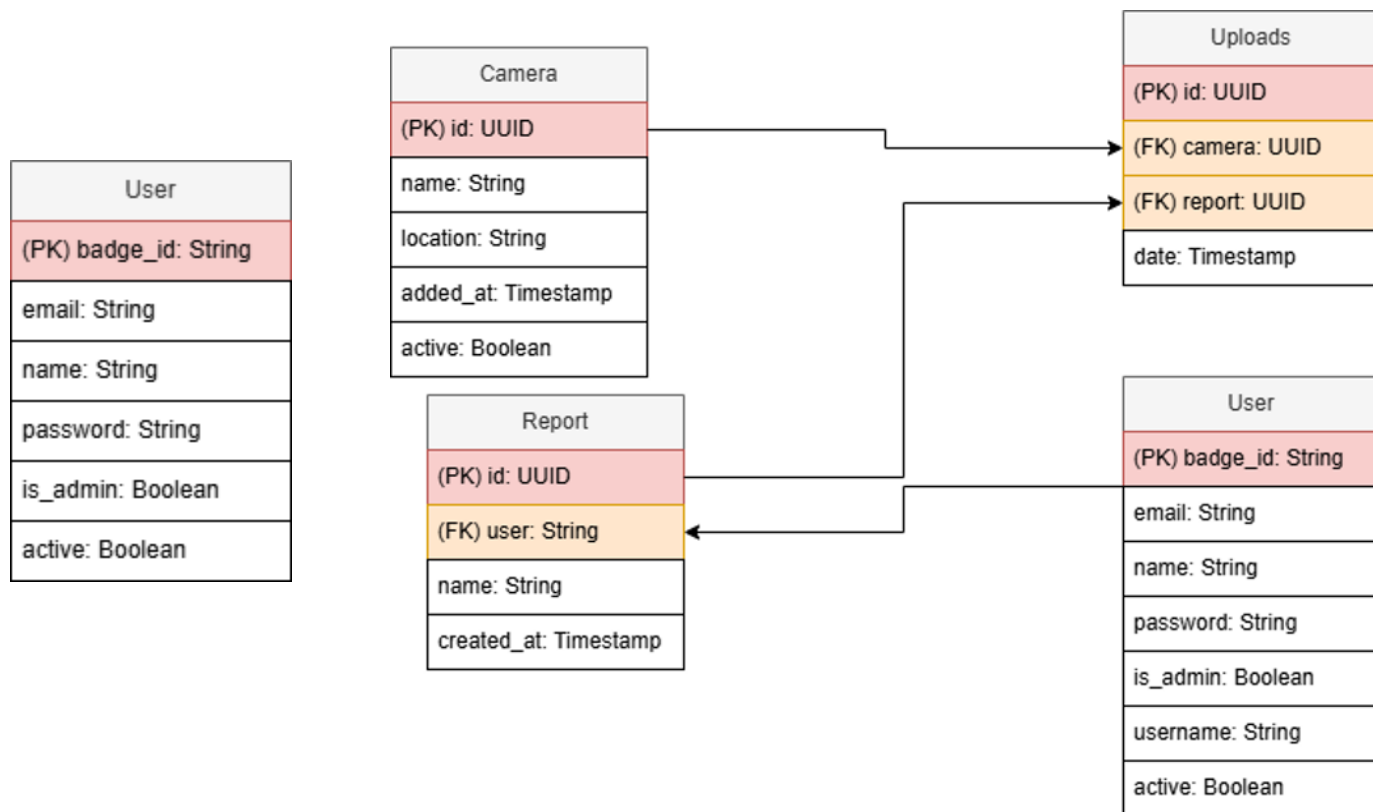 User
(PK) badge_id: String
email: String
name: String
password: String
is_admin: Boolean
active: Boolean
Camera
(PK) id: UUID
name: String
location: String
added_at: Timestamp
active: Boolean
Report
(PK) id: UUID
(FK) user: String
name: String
created_at: Timestamp
Uploads
(PK) id: UUID
(FK) camera: UUID
(FK) report: UUID
date: Timestamp
User
(PK) badge_id: String
email: String
name: String
password: String
is_admin: Boolean
username: String
active: Boolean